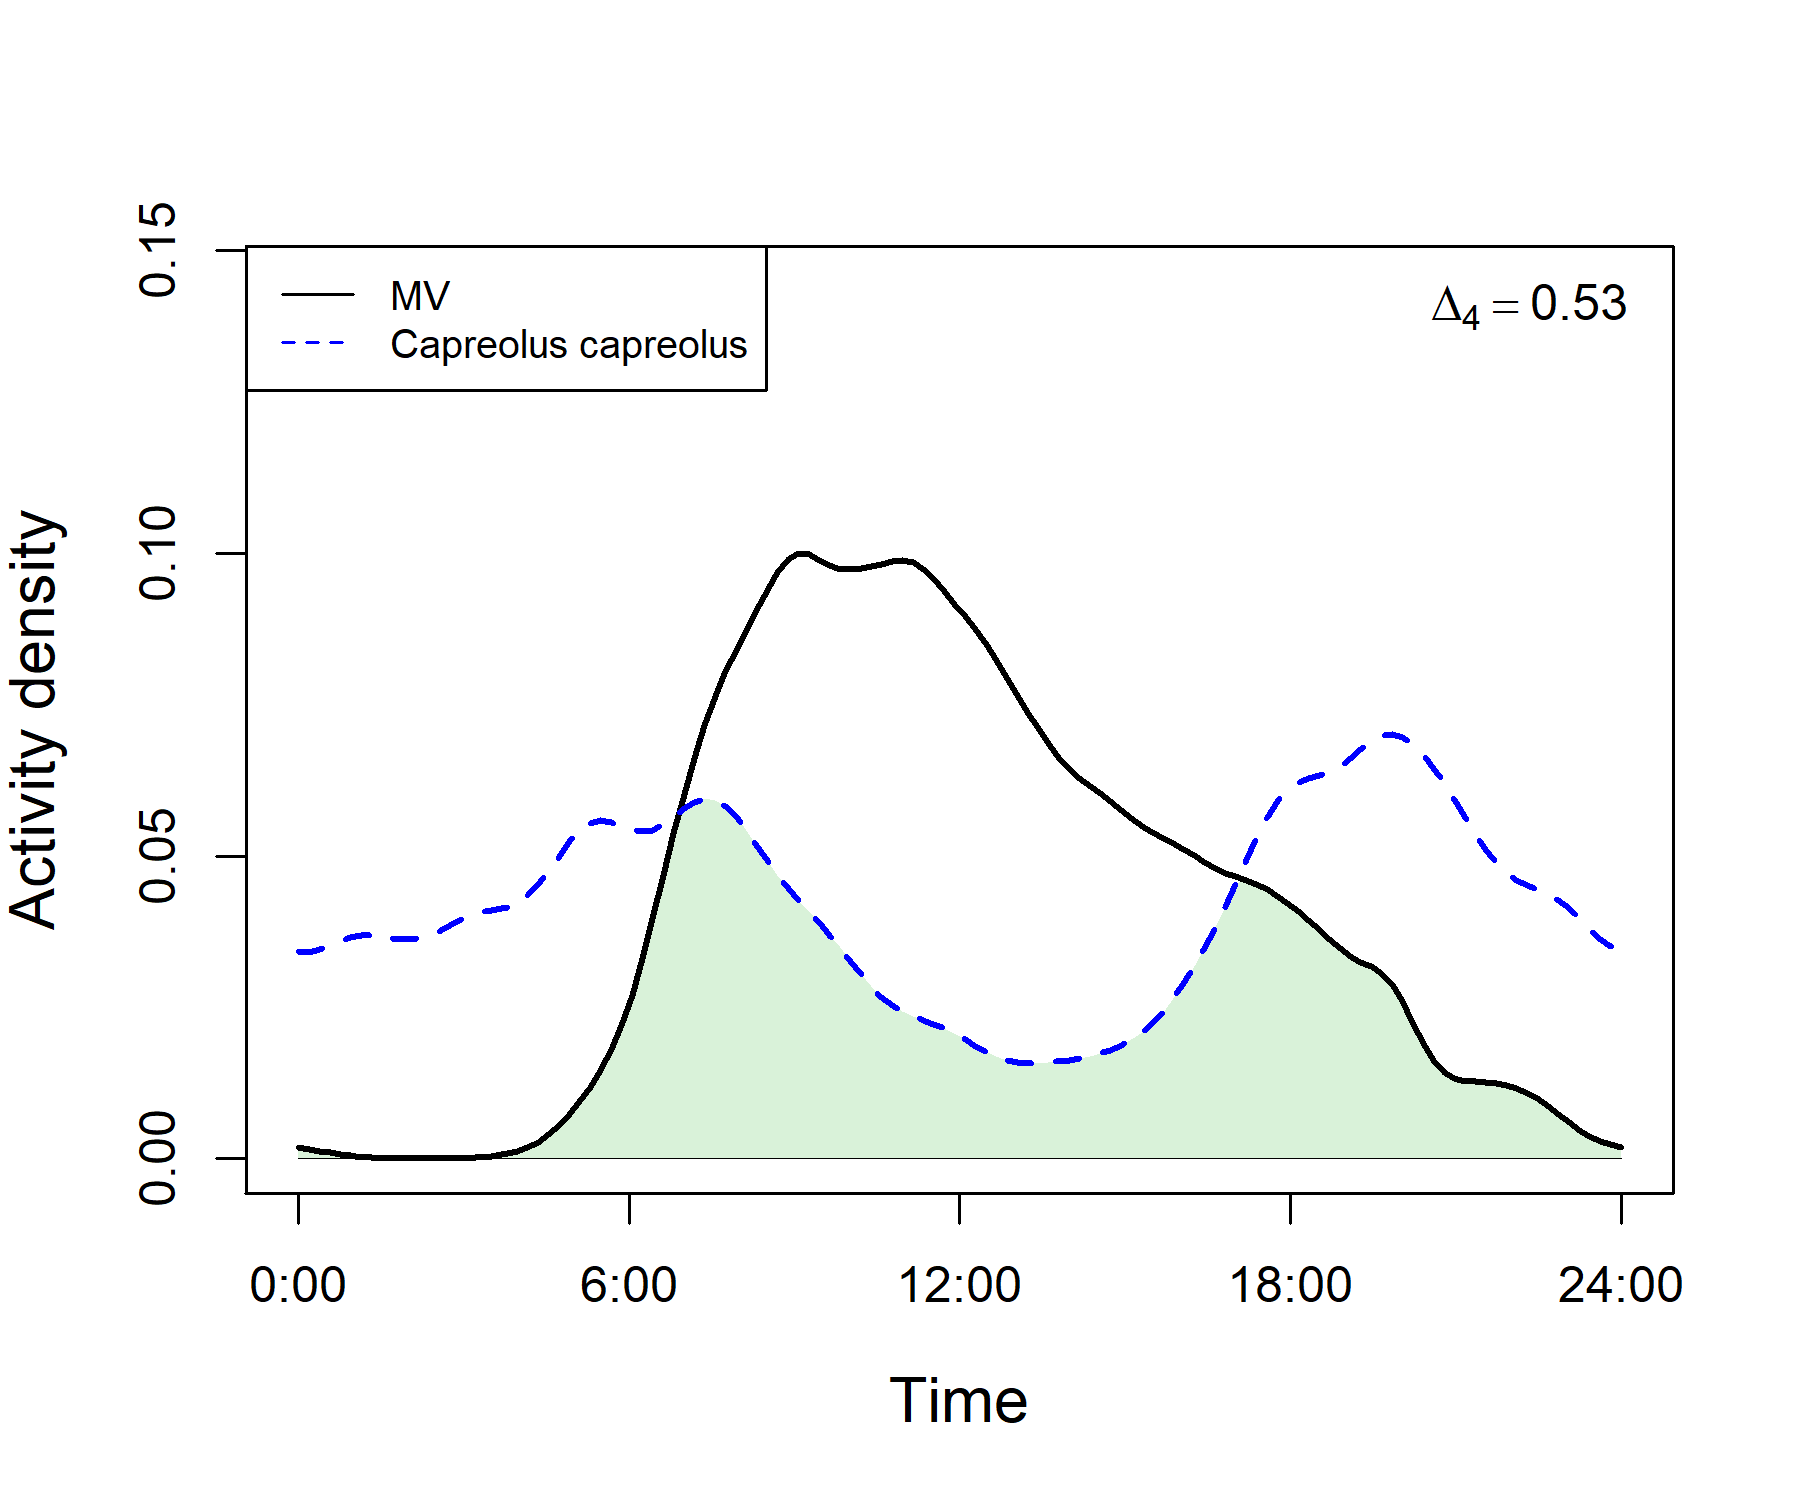 0.15
0.10
0.05
0.00
Activity density
MV
Capreolus capreolus
Δ4 = 0.53
0:00 6:00 12:00 18:00 24:00
Time